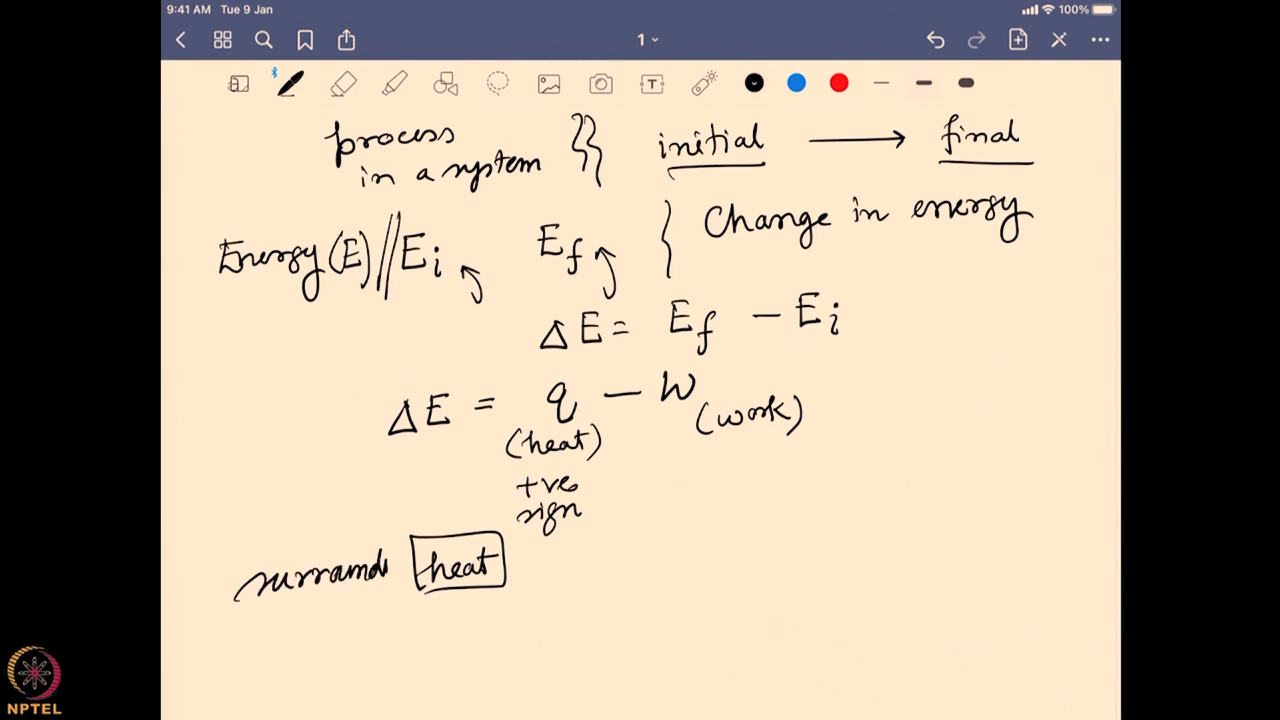 9:41 AM Tue 9 Jan
100%
1
T
process initial → final
in a system
Energy (E) // Ei Ef } Change in energy
ΔE = Ef − Ei
ΔE = q − W
(heat) (work)
+ve
sign
heat
NPTEL